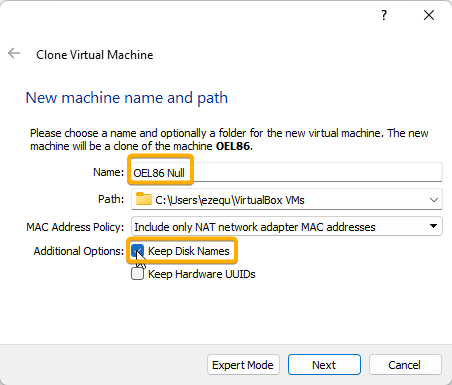 ?
Clone Virtual Machine
New machine name and path
Please choose a name and optionally a folder for the new virtual machine. The new
machine will be a clone of the machine OEL86.
Name: OEL86 Null
Path: C:\Users\ezequ\VirtualBox VMs
MAC Address Policy: Include only NAT network adapter MAC addresses
Additional Options: Keep Disk Names
Keep Hardware UUIDs
Expert Mode Next Cancel